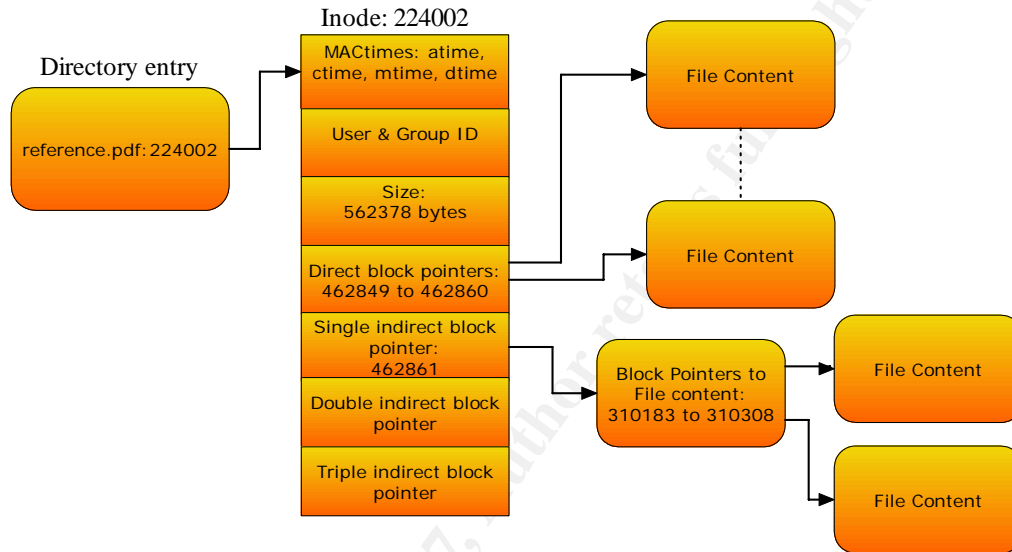 Inode: 224002
Directory entry
reference.pdf:224002
MACtimes: atime,
ctime, mtime, dtime
User & Group ID
Size:
562378 bytes
Direct block pointers:
462849 to 462860
Single indirect block
pointer:
462861
Double indirect block
pointer
Triple indirect block
pointer
File Content
File Content
Block Pointers to
File content:
310183 to 310308
File Content
File Content